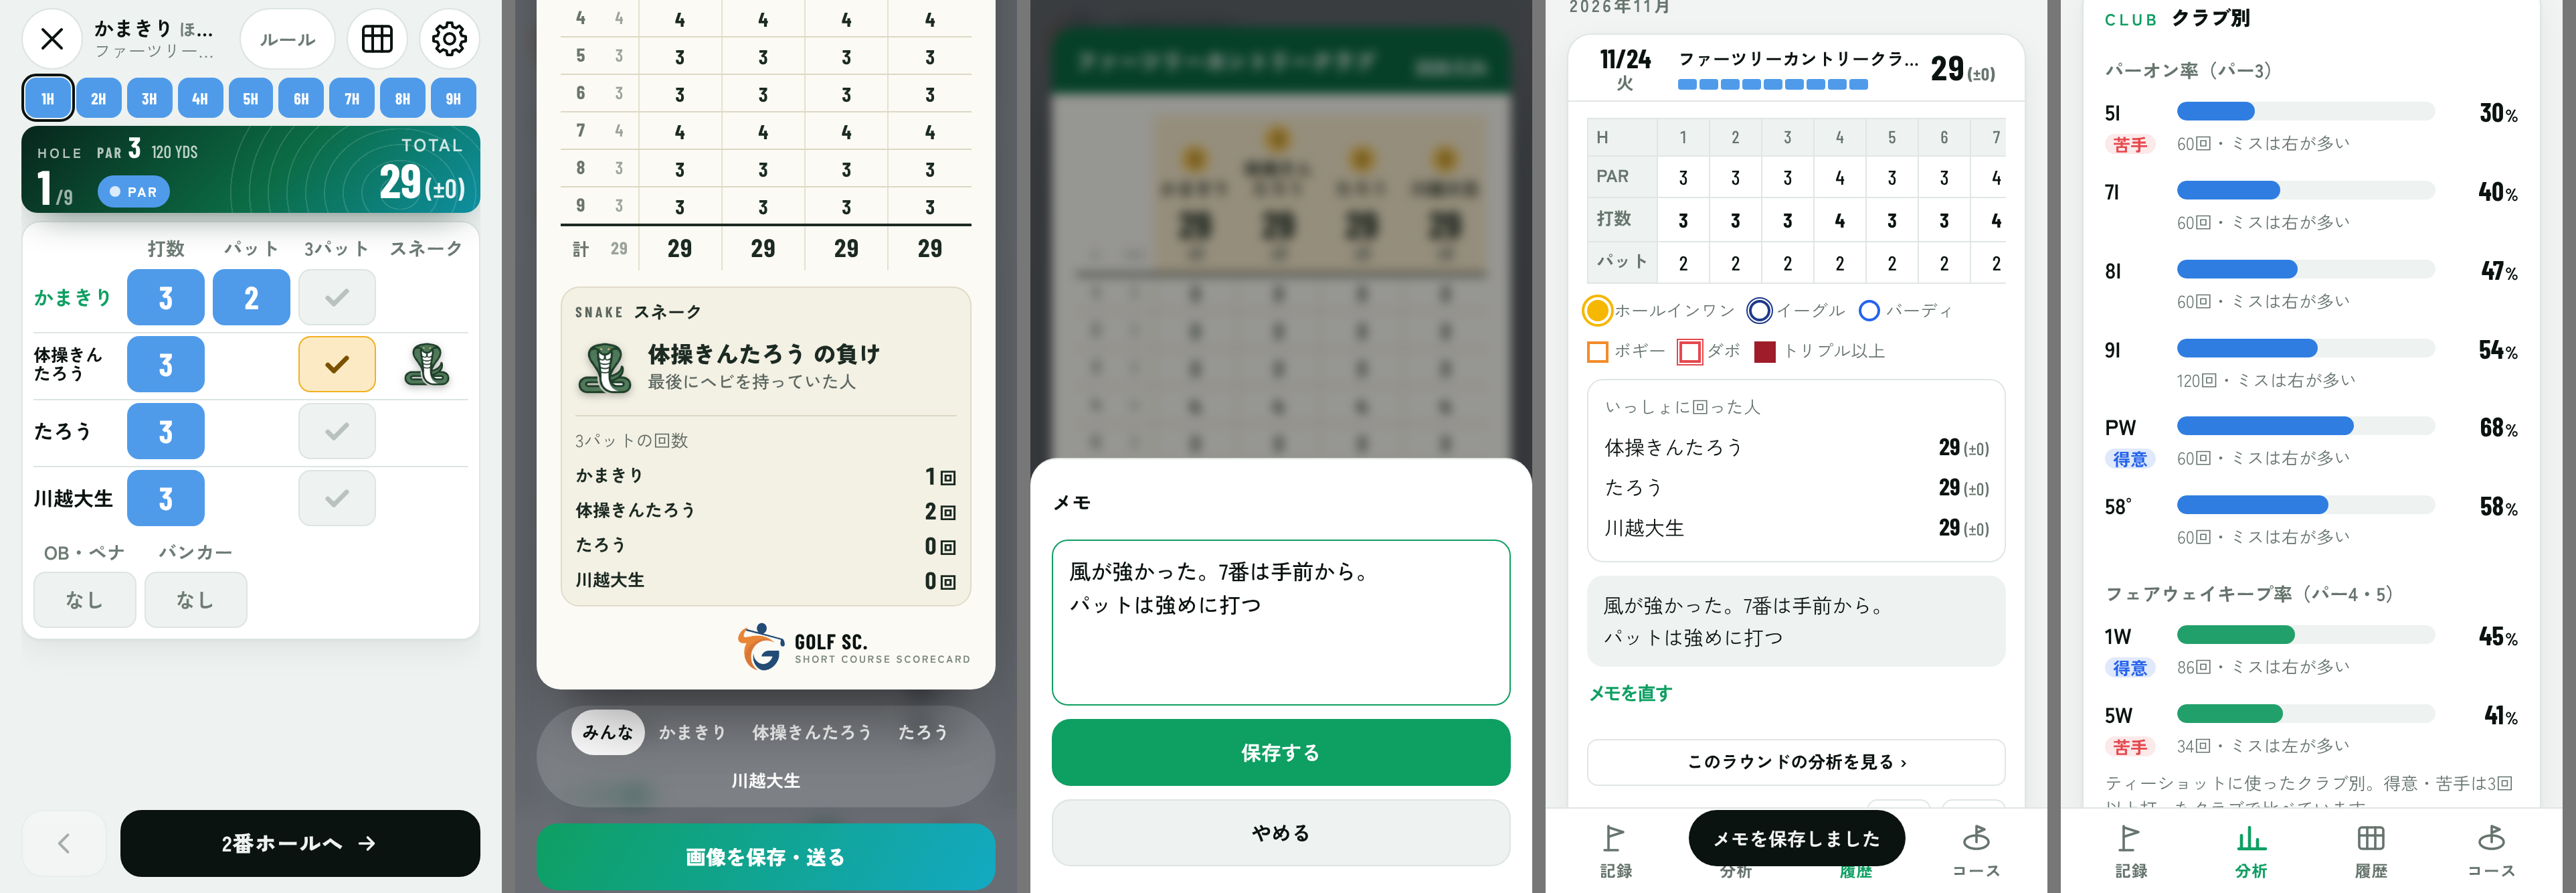 かまきり ほ…
ファーツリー…
ルール
1H 2H 3H 4H 5H 6H 7H 8H 9H
HOLE PAR 3 120 YDS TOTAL
1/9 PAR 29(±0)
打数 パット 3パット スネーク
かまきり 3 2
体操きん
たろう 3
たろう 3
川越大生 3
OB・ペナ バンカー
なし なし
2番ホールへ →
4 4 4 4 4 4
5 3 3 3 3 3
6 3 3 3 3 3
7 4 4 4 4 4
8 3 3 3 3 3
9 3 3 3 3 3
計 29 29 29 29 29
SNAKE スネーク
体操きんたろう の負け
最後にヘビを持っていた人
3パットの回数
かまきり 1回
体操きんたろう 2回
たろう 0回
川越大生 0回
GOLF SC.
SHORT COURSE SCORECARD
みんな かまきり 体操きんたろう たろう
川越大生
画像を保存・送る
メモ
風が強かった。7番は手前から。
パットは強めに打つ
保存する
やめる
2026年11月
11/24 ファーツリーカントリークラ… 29(±0)
火
H 1 2 3 4 5 6 7
PAR 3 3 3 4 3 3 4
打数 3 3 3 4 3 3 4
パット 2 2 2 2 2 2 2
ホールインワン イーグル バーディ
ボギー ダボ トリプル以上
いっしょに回った人
体操きんたろう 29(±0)
たろう 29(±0)
川越大生 29(±0)
風が強かった。7番は手前から。
パットは強めに打つ
メモを直す
このラウンドの分析を見る ›
メモを保存しました
記録 分析 履歴 コース
CLUB クラブ別
パーオン率（パー3）
5I 30%
苦手 60回・ミスは右が多い
7I 40%
60回・ミスは右が多い
8I 47%
60回・ミスは右が多い
9I 54%
120回・ミスは右が多い
PW 68%
得意 60回・ミスは右が多い
58° 58%
60回・ミスは右が多い
フェアウェイキープ率（パー4・5）
1W 45%
得意 86回・ミスは右が多い
5W 41%
苦手 34回・ミスは左が多い
ティーショットに使ったクラブ別。得意・苦手は3回
記録 分析 履歴 コース